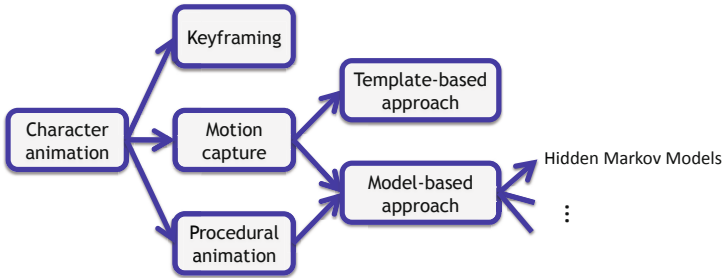 Keyframing
Character
animation
Motion
capture
Procedural
animation
Template-based
approach
Model-based
approach
Hidden Markov Models
⋮